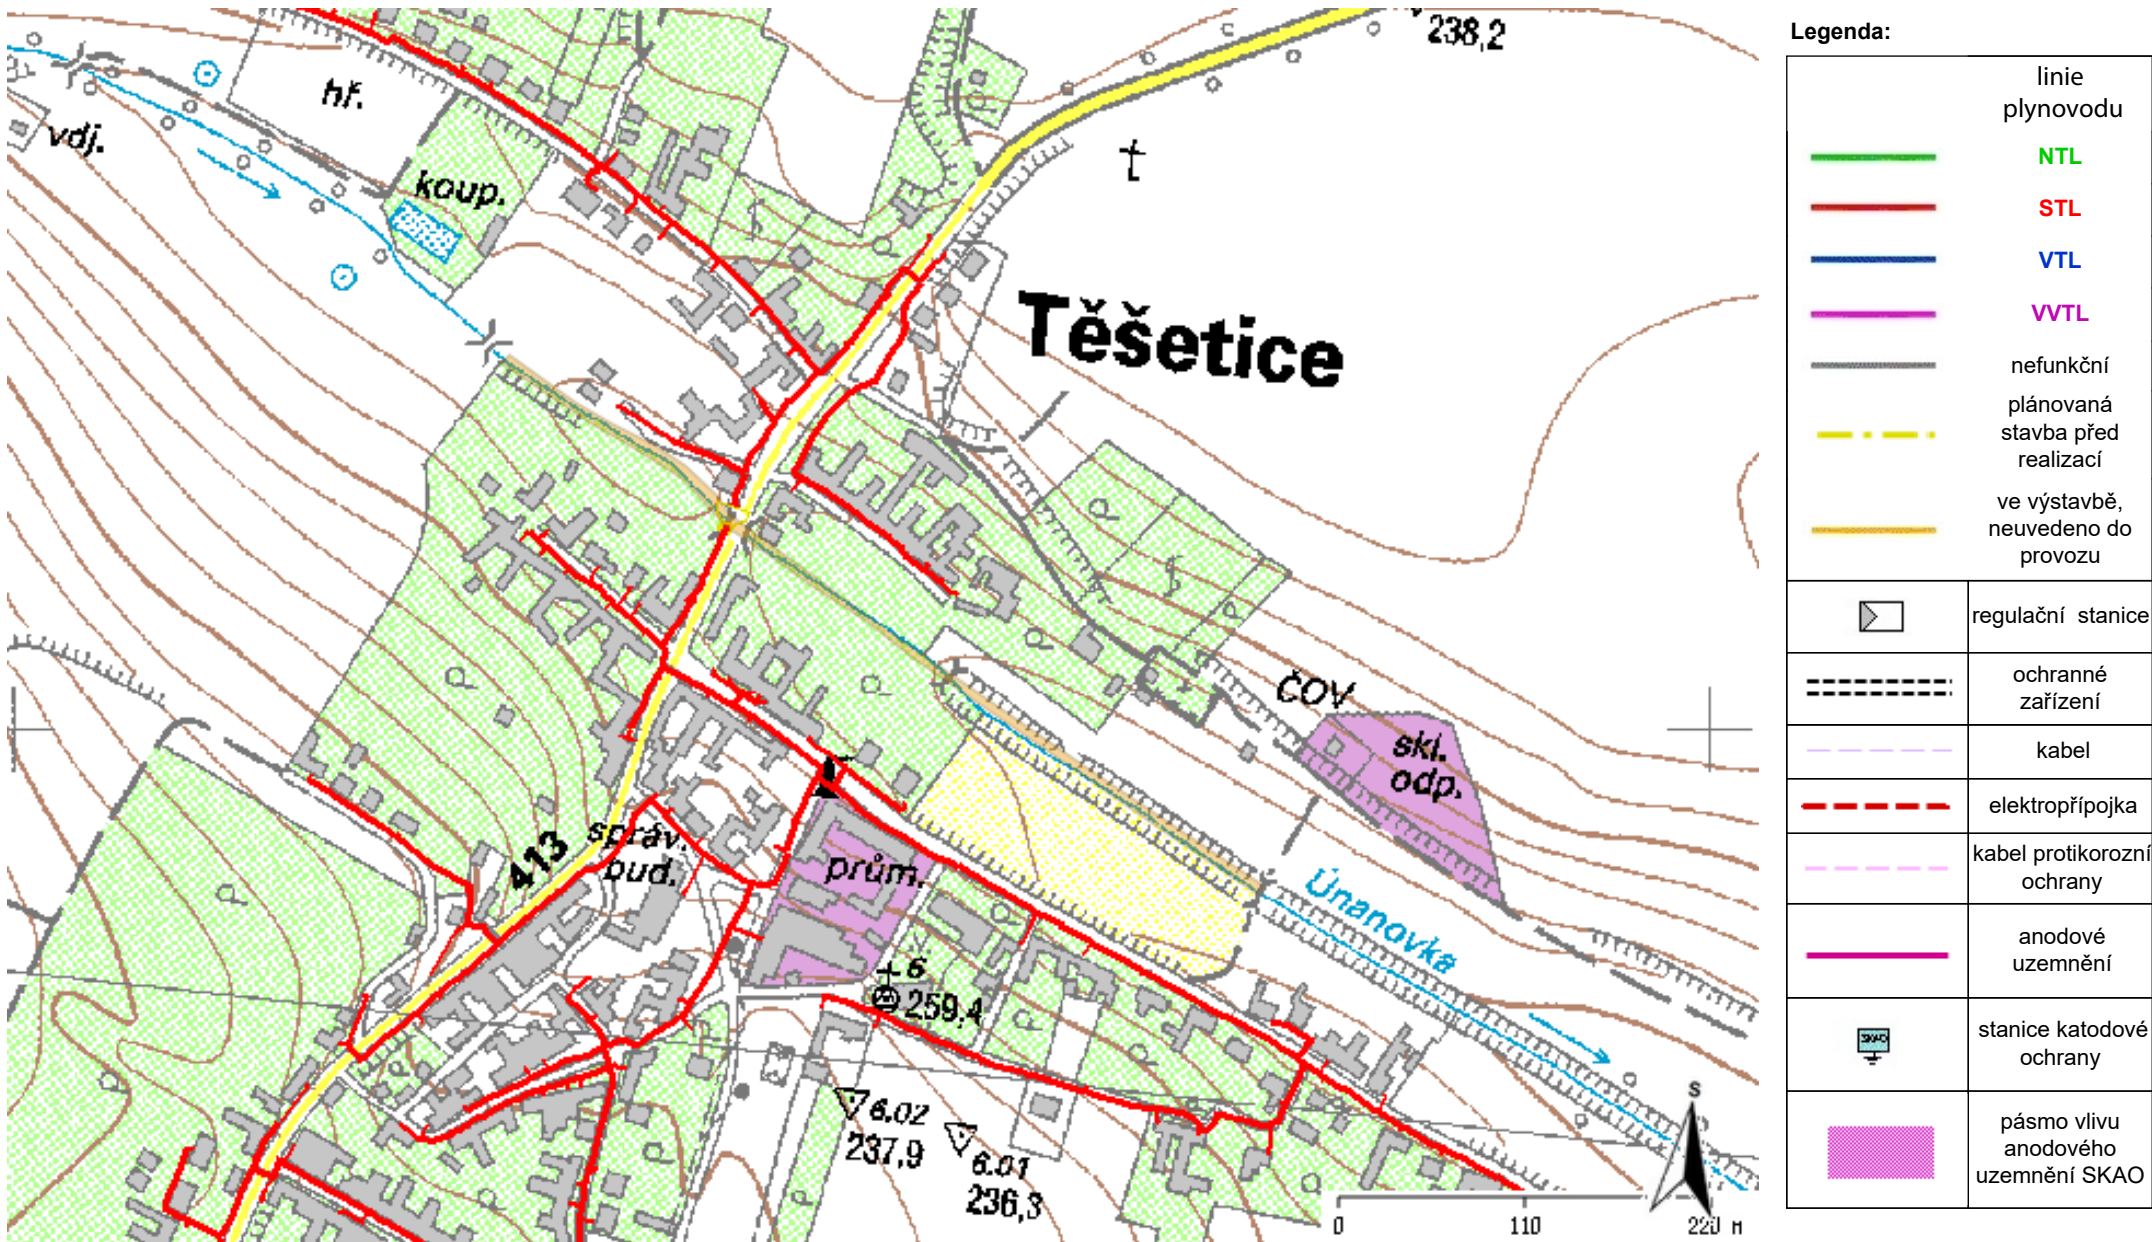 238,2
hř.
vdj.
koup.
Těšetice
ČOV
skl.
odp.
413
správ.
bud.
prům.
Únanovka
6
259,4
6.02
237,9
6.01
236,3
S
0
110
220 m
Legenda:
linie
plynovodu
NTL
STL
VTL
VVTL
nefunkční
plánovaná
stavba před
realizací
ve výstavbě,
neuvedeno do
provozu
regulační stanice
ochranné
zařízení
kabel
elektropřípojka
kabel protikorozní
ochrany
anodové
uzemnění
SKAO
stanice katodové
ochrany
pásmo vlivu
anodového
uzemnění SKAO